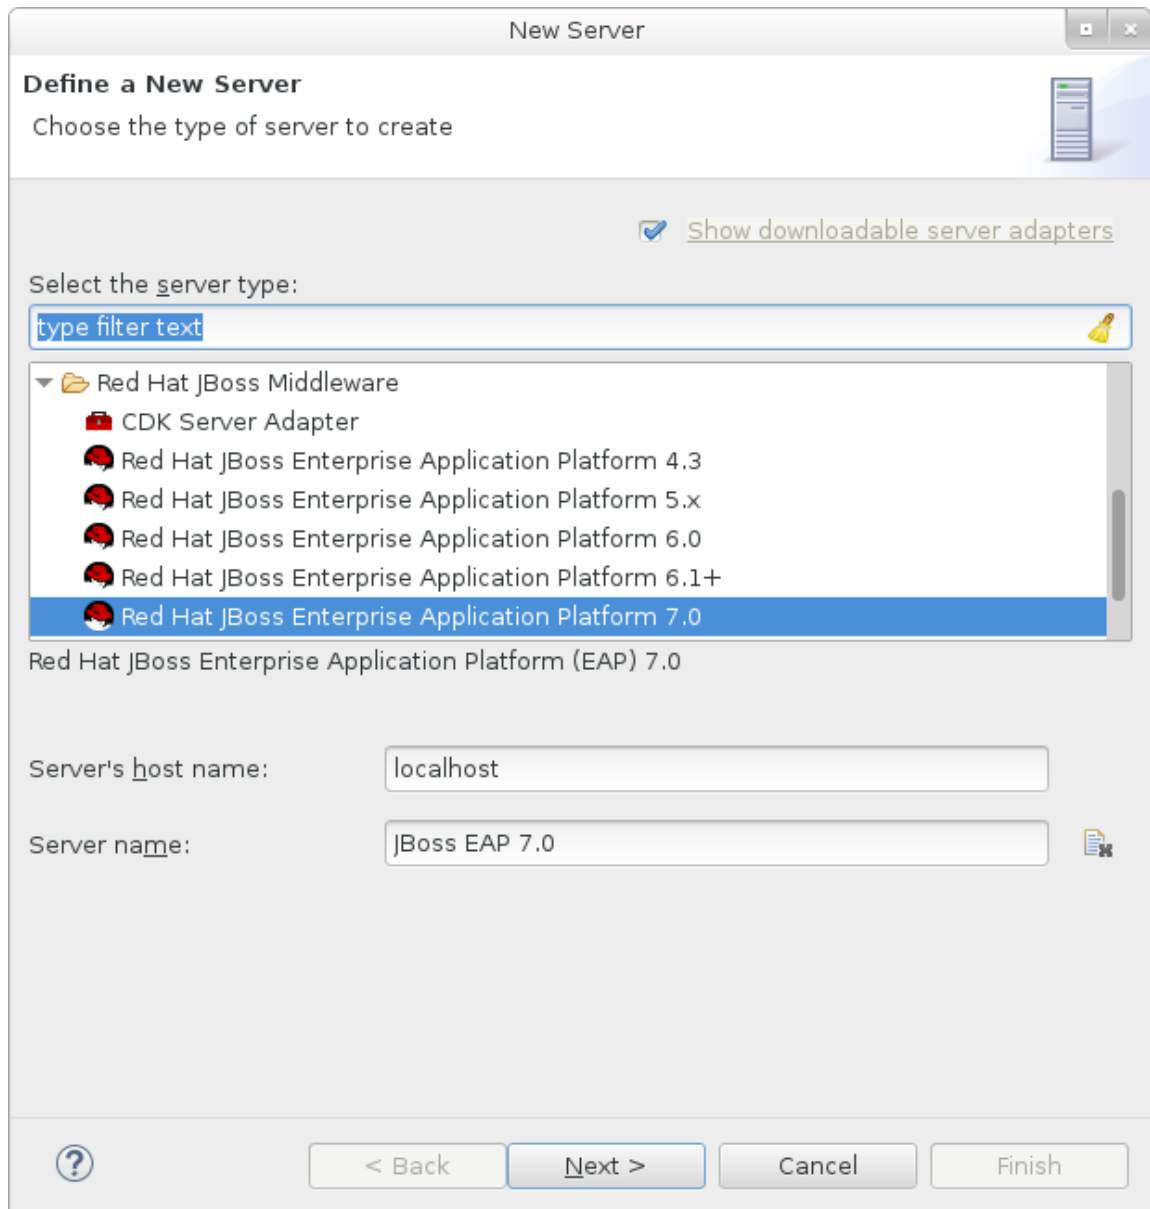 New Server
Define a New Server
Choose the type of server to create
Show downloadable server adapters
Select the server type:
type filter text
Red Hat JBoss Middleware
CDK Server Adapter
Red Hat JBoss Enterprise Application Platform 4.3
Red Hat JBoss Enterprise Application Platform 5.x
Red Hat JBoss Enterprise Application Platform 6.0
Red Hat JBoss Enterprise Application Platform 6.1+
Red Hat JBoss Enterprise Application Platform 7.0
Red Hat JBoss Enterprise Application Platform (EAP) 7.0
Server's host name: localhost
Server name: JBoss EAP 7.0
? < Back Next > Cancel Finish